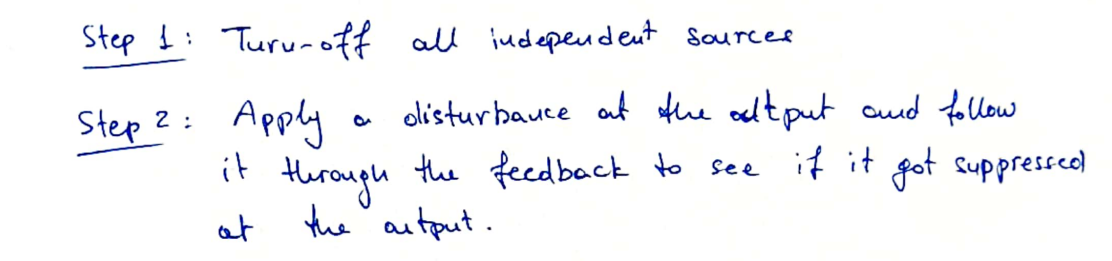 Step 1: Turn-off all independent sources
Step 2: Apply a disturbance at the output and follow
it through the feedback to see if it got suppressed
at the output.